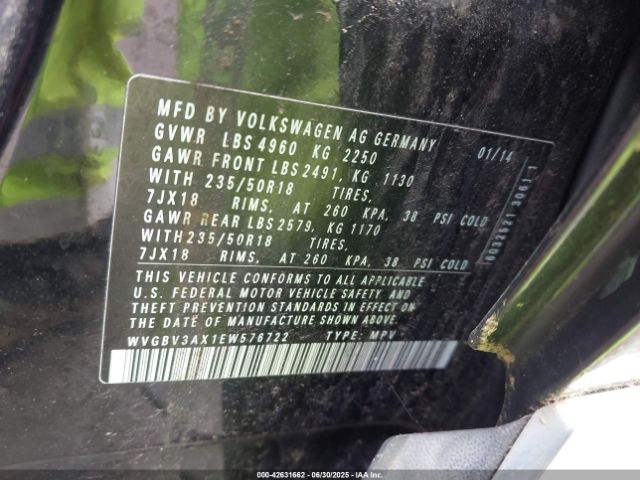 MFD BY VOLKSWAGEN AG GERMANY
GVWR LBS 4960 KG 2250 01/14
GAWR FRONT LBS 2491, KG 1130
WITH 235/50R18 TIRES,
7JX18 RIMS, AT 260 KPA, 38 PSI COLD
GAWR REAR LBS 2579, KG 1170
WITH 235/50R18 TIRES,
7JX18 RIMS, AT 260 KPA, 38 PSI COLD
THIS VEHICLE CONFORMS TO ALL APPLICABLE
U.S. FEDERAL MOTOR VEHICLE SAFETY AND
THEFT PREVENTION STANDARDS IN EFFECT ON
THE DATE OF MANUFACTURE SHOWN ABOVE.
WVGBV3AX1EW576722 TYPE: MPV
000-42631662 - 06/30/2025 - IAAI.ca